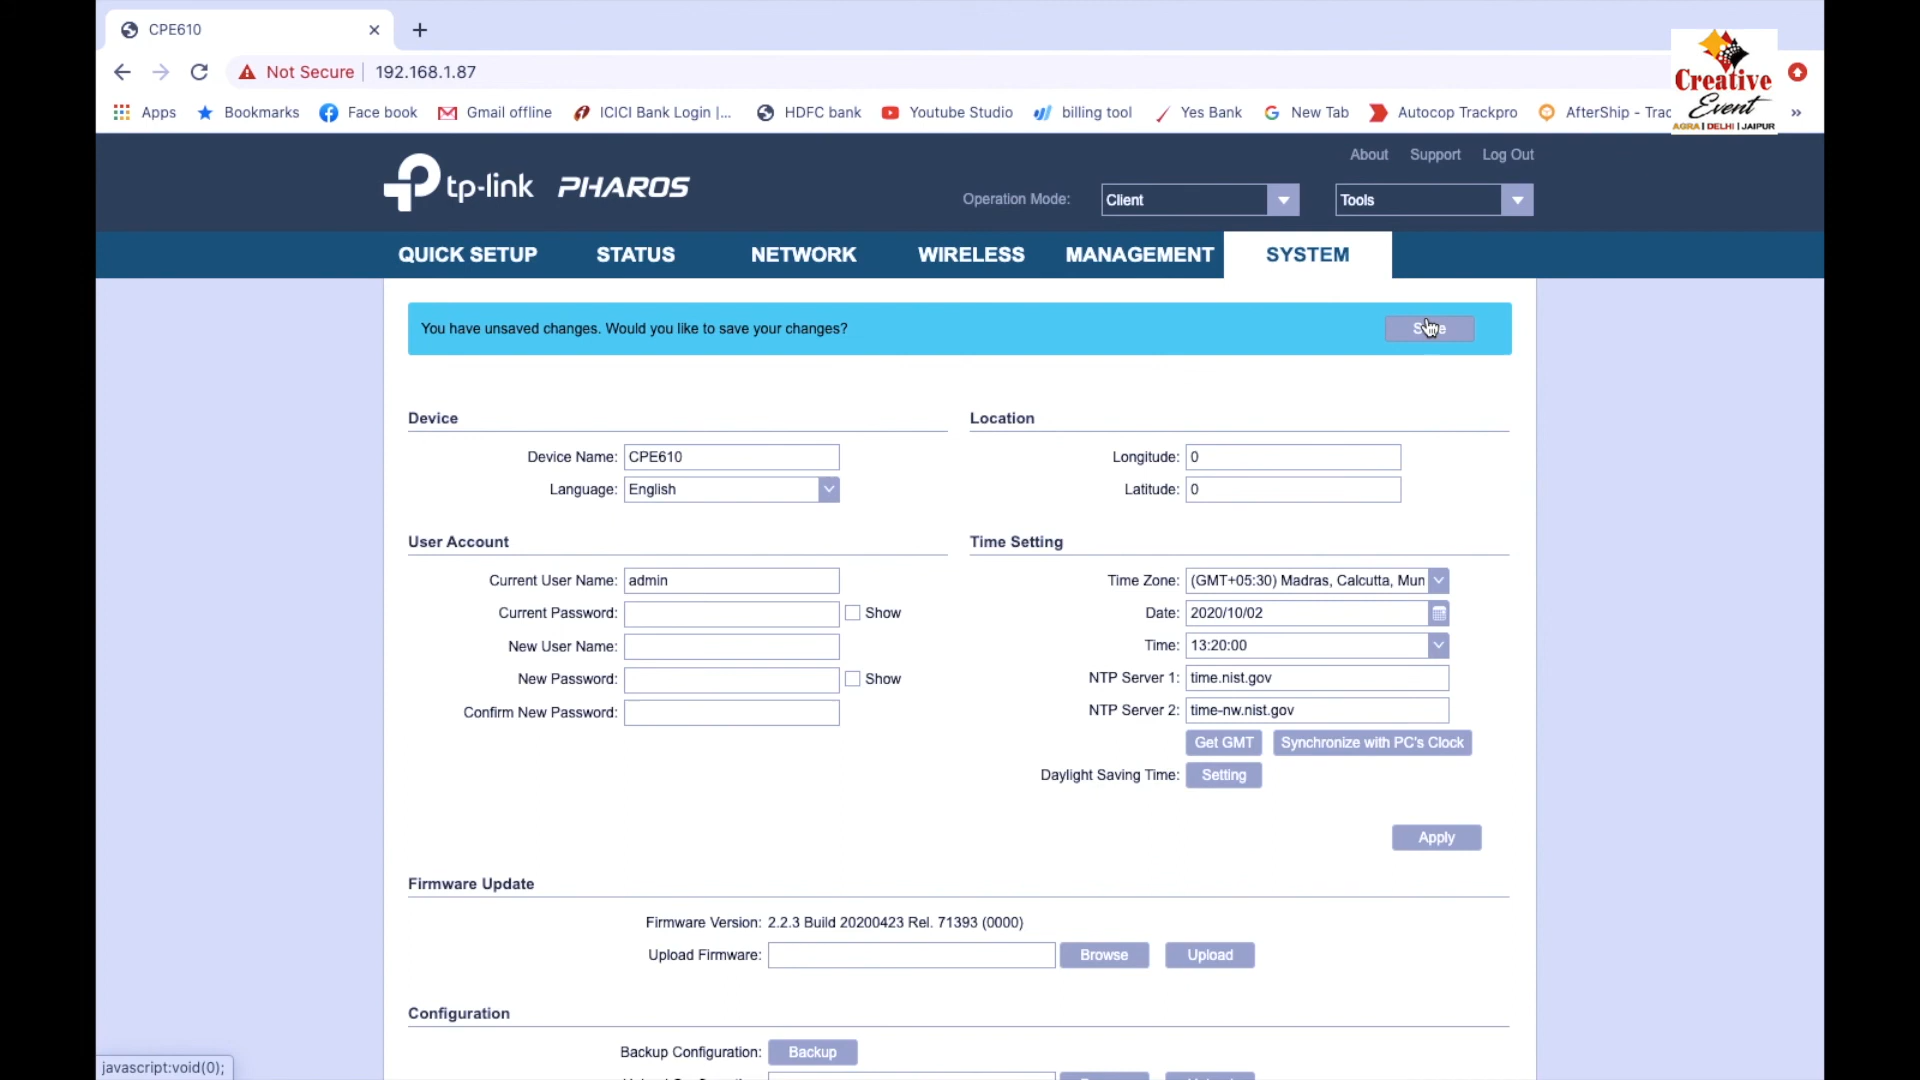 CPE610
Not Secure 192.168.1.87
Creative
Event
AGRA | DELHI | JAIPUR
Apps Bookmarks Face book Gmail offline ICICI Bank Login |... HDFC bank Youtube Studio billing tool Yes Bank New Tab Autocop Trackpro AfterShip - Trac »
About Support Log Out
tp-link PHAROS
Operation Mode: Client Tools
QUICK SETUP STATUS NETWORK WIRELESS MANAGEMENT SYSTEM
You have unsaved changes. Would you like to save your changes?
Device
Location
Device Name: CPE610
Longitude: 0
Language: English
Latitude: 0
User Account
Time Setting
Current User Name: admin
Time Zone: (GMT+05:30) Madras, Calcutta, Mun
Current Password: Show
Date: 2020/10/02
New User Name:
Time: 13:20:00
New Password: Show
NTP Server 1: time.nist.gov
Confirm New Password:
NTP Server 2: time-nw.nist.gov
Get GMT Synchronize with PC's Clock
Daylight Saving Time: Setting
Apply
Firmware Update
Firmware Version: 2.2.3 Build 20200423 Rel. 71393 (0000)
Upload Firmware: Browse Upload
Configuration
Backup Configuration: Backup
javascript:void(0);